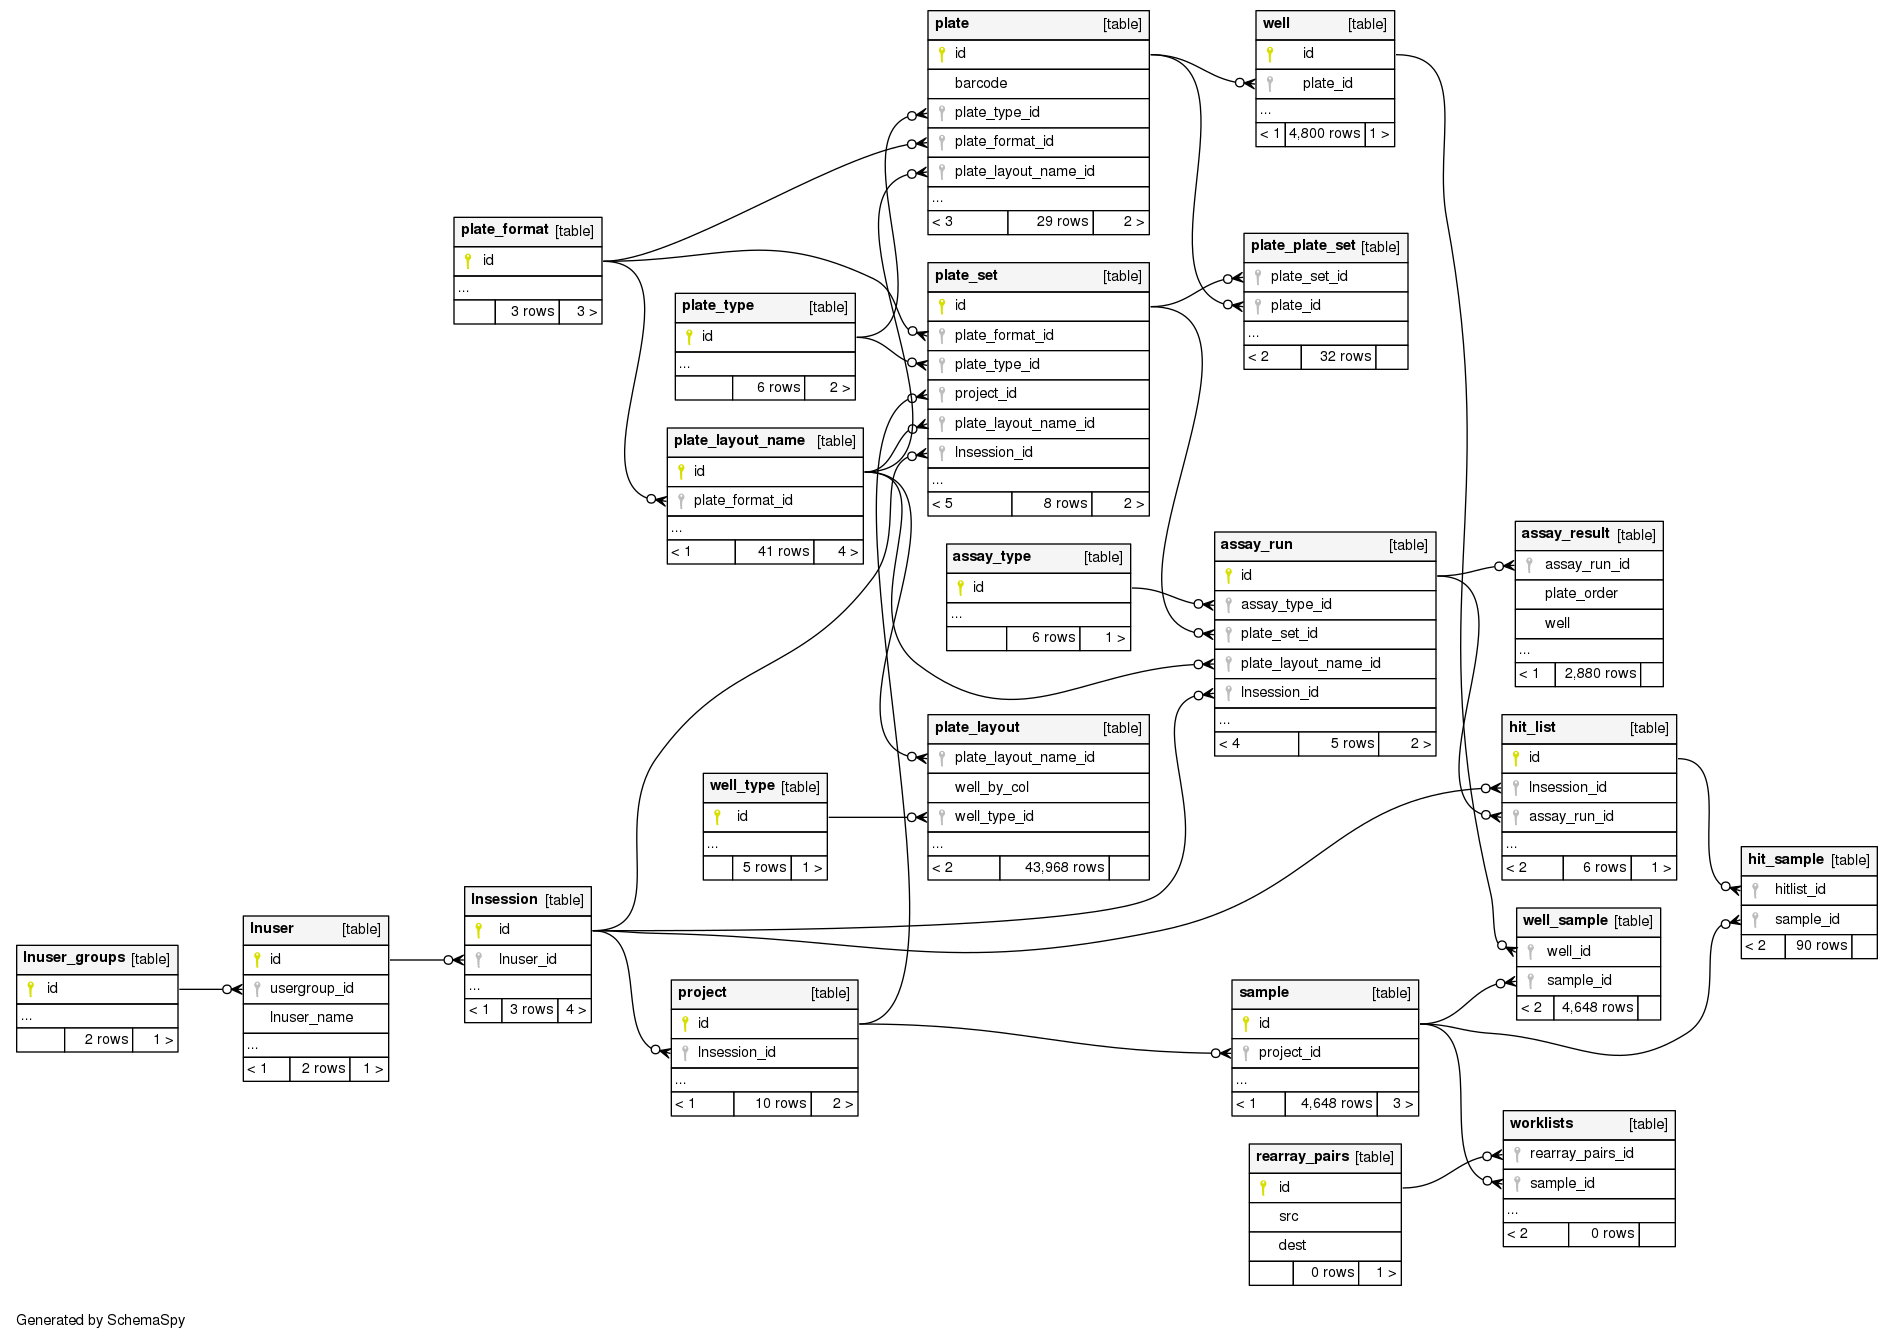 plate [table]
id
barcode
plate_type_id
plate_format_id
plate_layout_name_id
...
< 3 29 rows 2 >
well [table]
id
plate_id
...
< 1 4,800 rows 1 >
plate_format [table]
id
...
3 rows 3 >
plate_type [table]
id
...
6 rows 2 >
plate_set [table]
id
plate_format_id
plate_type_id
project_id
plate_layout_name_id
lnsession_id
...
< 5 8 rows 2 >
plate_plate_set [table]
plate_set_id
plate_id
...
< 2 32 rows
plate_layout_name [table]
id
plate_format_id
...
< 1 41 rows 4 >
assay_type [table]
id
...
6 rows 1 >
assay_run [table]
id
assay_type_id
plate_set_id
plate_layout_name_id
lnsession_id
...
< 4 5 rows 2 >
assay_result [table]
assay_run_id
plate_order
well
...
< 1 2,880 rows
plate_layout [table]
plate_layout_name_id
well_by_col
well_type_id
...
< 2 43,968 rows
well_type [table]
id
...
5 rows 1 >
hit_list [table]
id
lnsession_id
assay_run_id
...
< 2 6 rows 1 >
hit_sample [table]
hitlist_id
sample_id
< 2 90 rows
well_sample [table]
well_id
sample_id
< 2 4,648 rows
lnuser_groups [table]
id
...
2 rows 1 >
lnuser [table]
id
usergroup_id
lnuser_name
...
< 1 2 rows 1 >
lnsession [table]
id
lnuser_id
...
< 1 3 rows 4 >
project [table]
id
lnsession_id
...
< 1 10 rows 2 >
sample [table]
id
project_id
...
< 1 4,648 rows 3 >
rearray_pairs [table]
id
src
dest
0 rows 1 >
worklists [table]
rearray_pairs_id
sample_id
...
< 2 0 rows
Generated by SchemaSpy